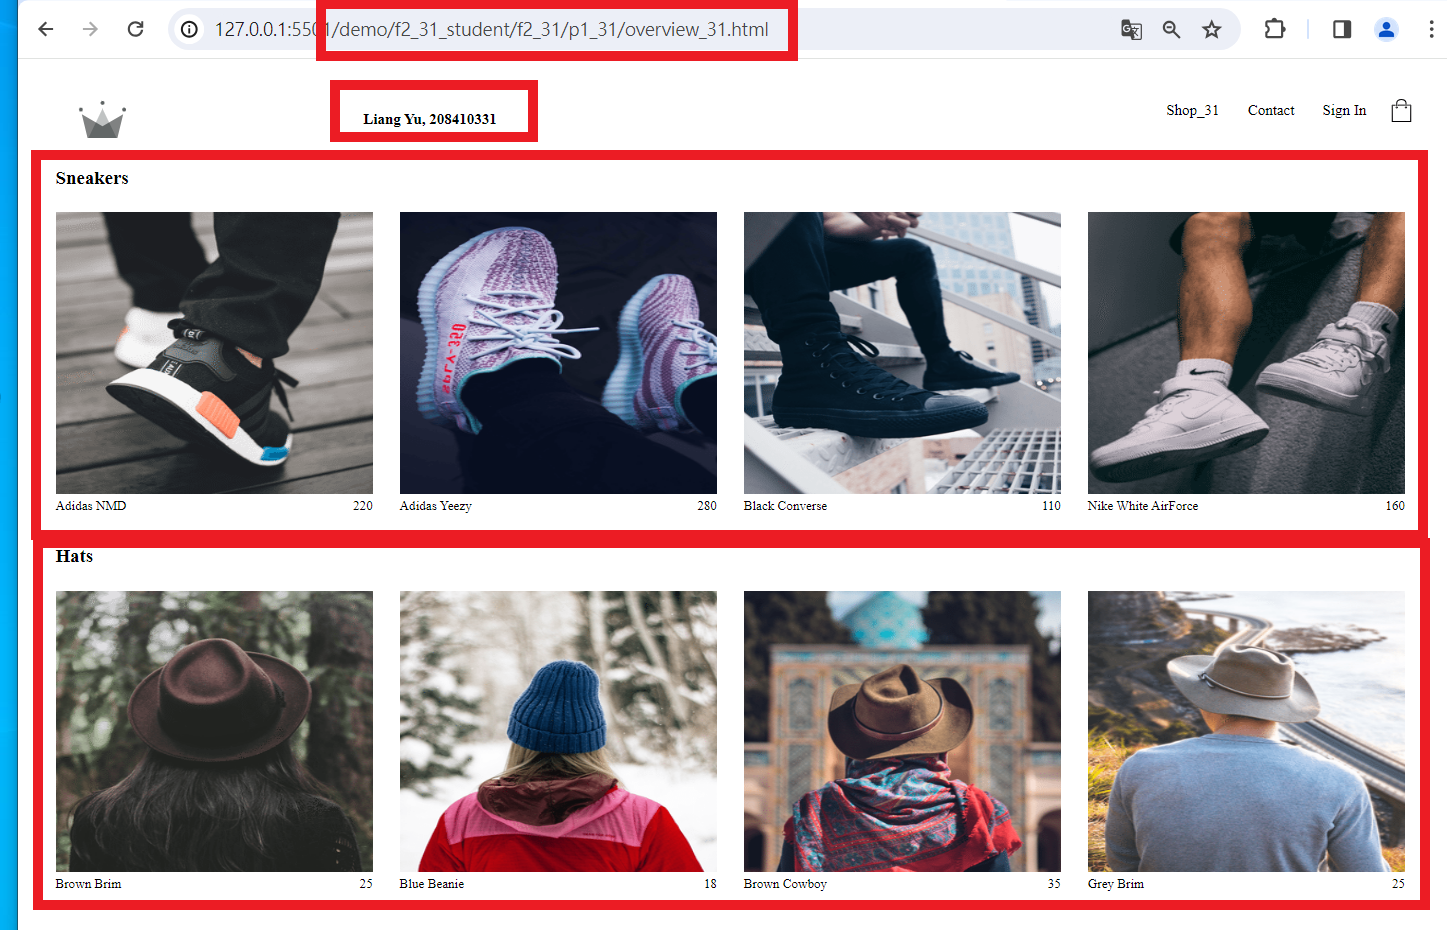 127.0.0.1:5501/demo/f2_31_student/f2_31/p1_31/overview_31.html
Liang Yu, 208410331
Shop_31 Contact Sign In
Sneakers
Adidas NMD 220
Adidas Yeezy 280
Black Converse 110
Nike White AirForce 160
Hats
Brown Brim 25
Blue Beanie 18
Brown Cowboy 35
Grey Brim 25